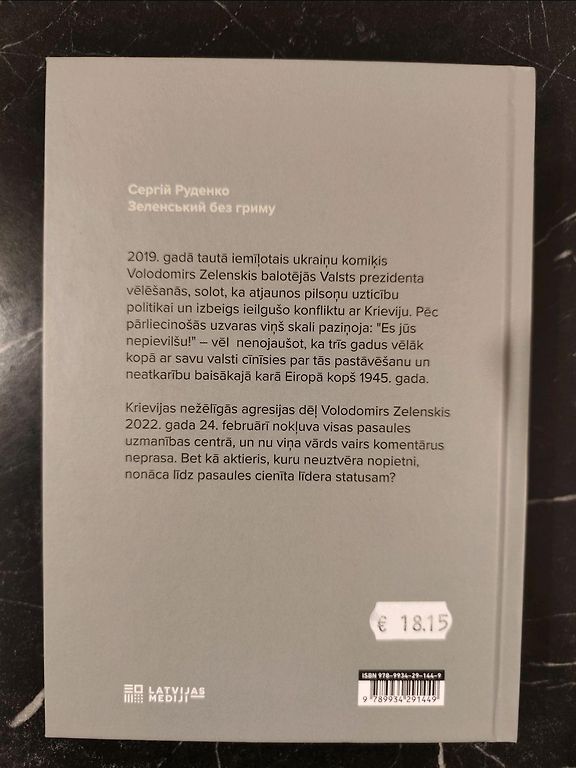 Сергій Руденко
Зеленський без гриму
2019. gadā tautā iemīļotais ukraiņu komiķis
Volodomirs Zelenskis balotējās Valsts prezidenta
vēlēšanās, solot, ka atjaunos pilsoņu uzticību
politikai un izbeigs ieilgušo konfliktu ar Krieviju. Pēc
pārliecinošās uzvaras viņš skali paziņoja: "Es jūs
nepievilšu!" – vēl nenojaušot, ka trīs gadus vēlāk
kopā ar savu valsti cīnīsies par tās pastāvēšanu un
neatkarību baisākajā karā Eiropā kopš 1945. gada.
Krievijas nežēlīgās agresijas dēļ Volodomirs Zelenskis
2022. gada 24. februārī nokļuva visas pasaules
uzmanības centrā, un nu viņa vārds vairs komentārus
neprasa. Bet kā aktieris, kuru neuztvēra nopietni,
nonāca līdz pasaules cienīta līdera statusam?
€ 18.15
ISBN 978-9934-29-144-9
9 789934 291449
LATVIJAS
MEDIJI